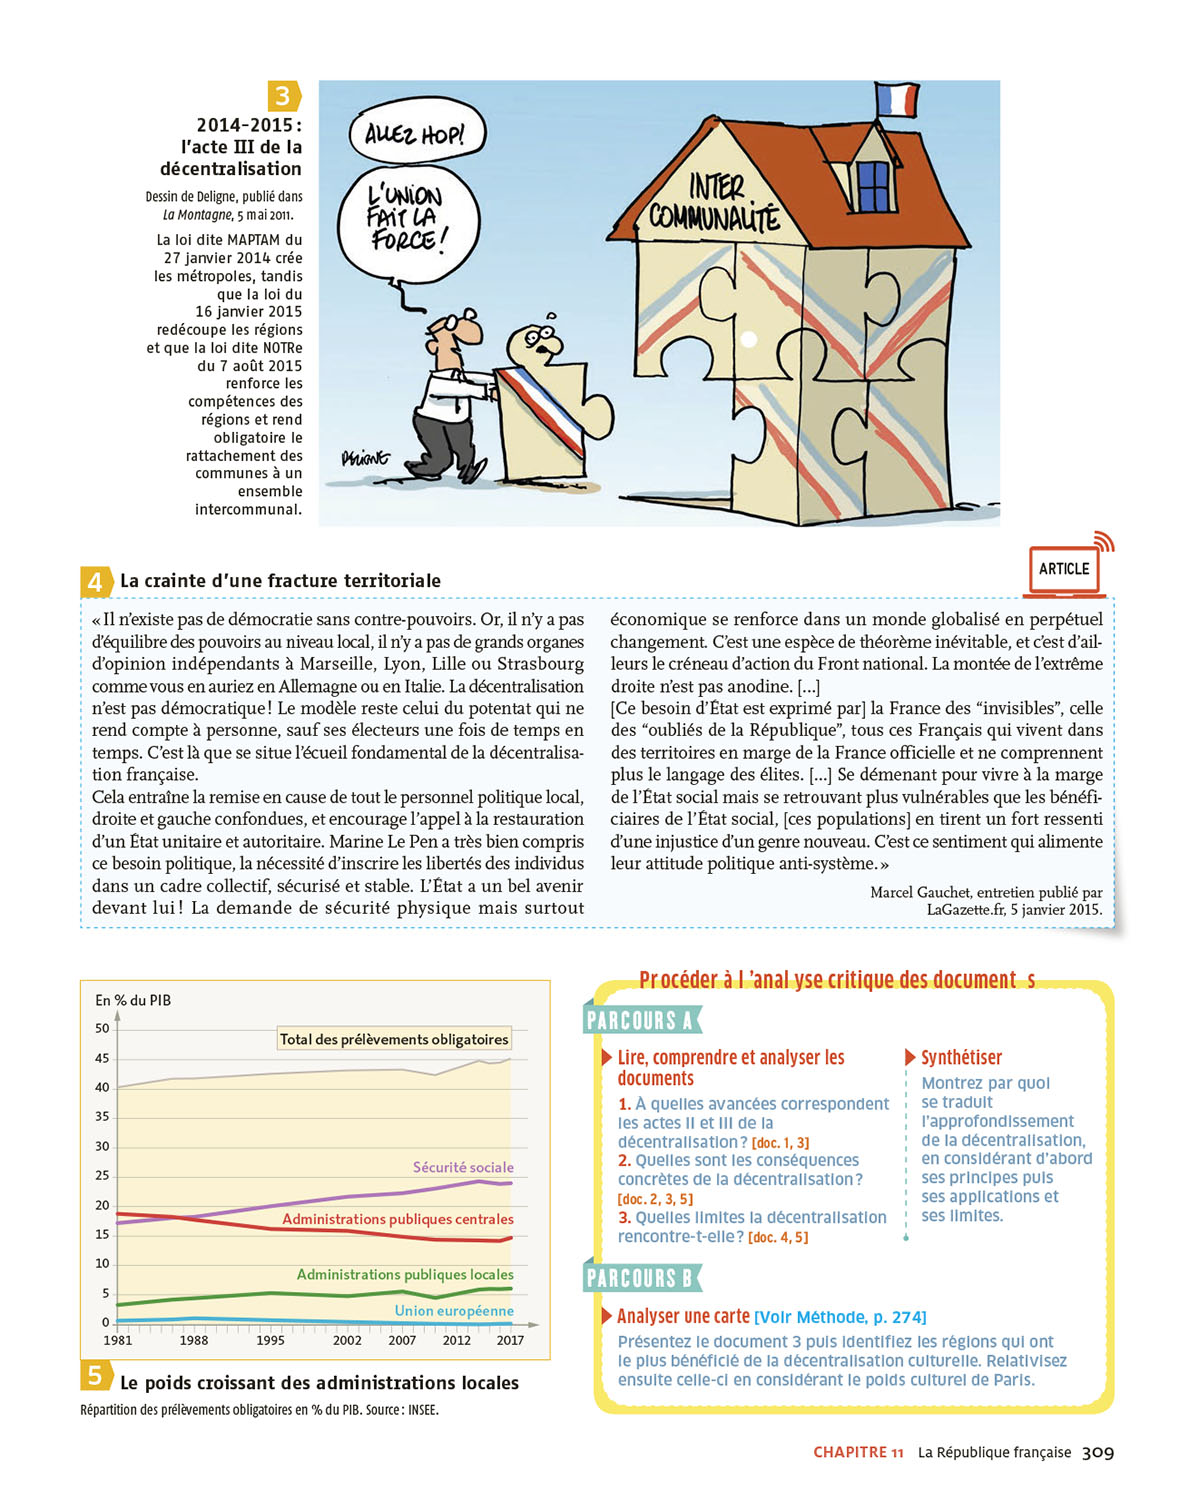 3
2014-2015 :
l'acte III de la
décentralisation
Dessin de Deligne, publié dans
La Montagne, 5 mai 2011.
La loi dite MAPTAM du
27 janvier 2014 crée
les métropoles, tandis
que la loi du
16 janvier 2015
redécoupe les régions
et que la loi dite NOTRe
du 7 août 2015
renforce les
compétences des
régions et rend
obligatoire le
rattachement des
communes à un
ensemble
intercommunal.
ALLEZ HOP!
L'UNION
FAIT LA
FORCE!
INTER
COMMUNALITÉ
DELIGNE
ARTICLE
4 La crainte d'une fracture territoriale
« Il n'existe pas de démocratie sans contre-pouvoirs. Or, il n'y a pas
d'équilibre des pouvoirs au niveau local, il n'y a pas de grands organes
d'opinion indépendants à Marseille, Lyon, Lille ou Strasbourg
comme vous en auriez en Allemagne ou en Italie. La décentralisation
n'est pas démocratique ! Le modèle reste celui du potentat qui ne
rend compte à personne, sauf ses électeurs une fois de temps en
temps. C'est là que se situe l'écueil fondamental de la décentralisa-
tion française.
Cela entraîne la remise en cause de tout le personnel politique local,
droite et gauche confondues, et encourage l'appel à la restauration
d'un État unitaire et autoritaire. Marine Le Pen a très bien compris
ce besoin politique, la nécessité d'inscrire les libertés des individus
dans un cadre collectif, sécurisé et stable. L'État a un bel avenir
devant lui ! La demande de sécurité physique mais surtout
économique se renforce dans un monde globalisé en perpétuel
changement. C'est une espèce de théorème inévitable, et c'est d'ail-
leurs le créneau d'action du Front national. La montée de l'extrême
droite n'est pas anodine. [...]
[Ce besoin d'État est exprimé par] la France des "invisibles", celle
des "oubliés de la République", tous ces Français qui vivent dans
des territoires en marge de la France officielle et ne comprennent
plus le langage des élites. [...] Se démenant pour vivre à la marge
de l'État social mais se retrouvant plus vulnérables que les bénéfi-
ciaires de l'État social, [ces populations] en tirent un fort ressenti
d'une injustice d'un genre nouveau. C'est ce sentiment qui alimente
leur attitude politique anti-système. »
Marcel Gauchet, entretien publié par
LaGazette.fr, 5 janvier 2015.
En % du PIB
50
45
40
35
30
25
20
15
10
5
0
Total des prélèvements obligatoires
Sécurité sociale
Administrations publiques centrales
Administrations publiques locales
Union européenne
1981 1988 1995 2002 2007 2012 2017
5 Le poids croissant des administrations locales
Répartition des prélèvements obligatoires en % du PIB. Source : INSEE.
Procéder à l 'anal yse critique des document s
PARCOURS A
Lire, comprendre et analyser les
documents
1. À quelles avancées correspondent
les actes II et III de la
décentralisation ? [doc. 1, 3]
2. Quelles sont les conséquences
concrètes de la décentralisation ?
[doc. 2, 3, 5]
3. Quelles limites la décentralisation
rencontre-t-elle ? [doc. 4, 5]
Synthétiser
Montrez par quoi
se traduit
l'approfondissement
de la décentralisation,
en considérant d'abord
ses principes puis
ses applications et
ses limites.
PARCOURS B
Analyser une carte [Voir Méthode, p. 274]
Présentez le document 3 puis identifiez les régions qui ont
le plus bénéficié de la décentralisation culturelle. Relativisez
ensuite celle-ci en considérant le poids culturel de Paris.
CHAPITRE 11 La République française 309